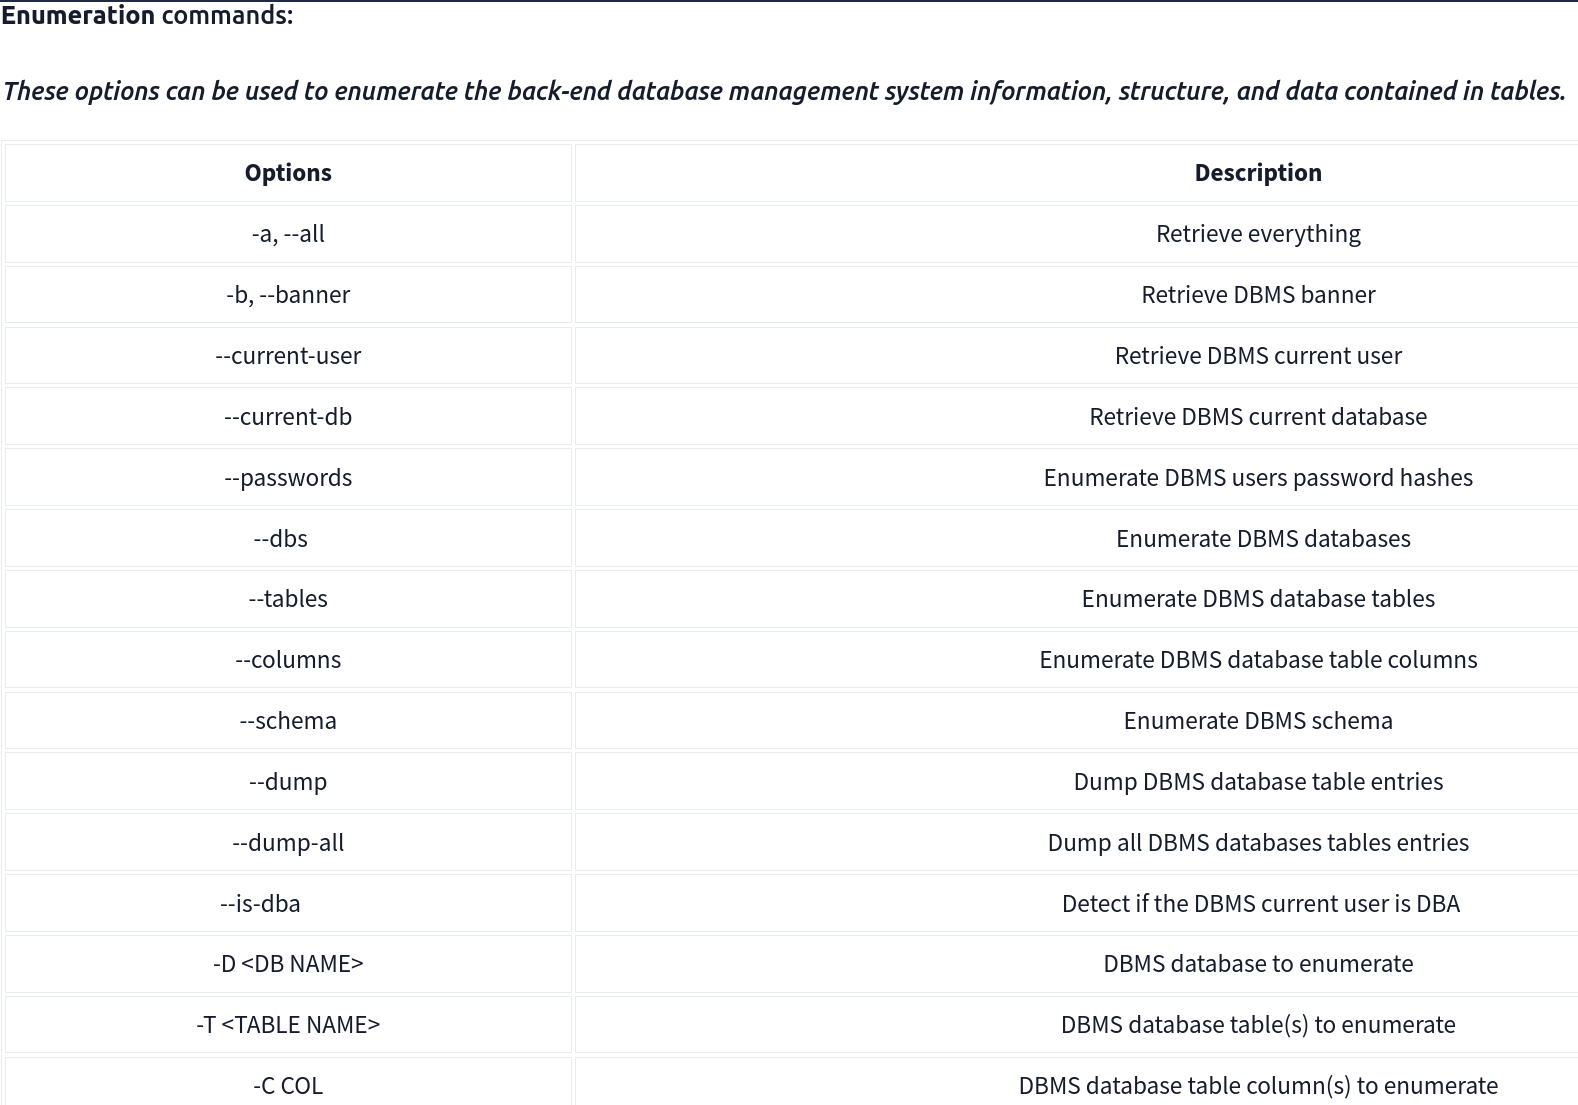 Enumeration commands:
These options can be used to enumerate the back-end database management system information, structure, and data contained in tables.
Options Description
-a, --all Retrieve everything
-b, --banner Retrieve DBMS banner
--current-user Retrieve DBMS current user
--current-db Retrieve DBMS current database
--passwords Enumerate DBMS users password hashes
--dbs Enumerate DBMS databases
--tables Enumerate DBMS database tables
--columns Enumerate DBMS database table columns
--schema Enumerate DBMS schema
--dump Dump DBMS database table entries
--dump-all Dump all DBMS databases tables entries
--is-dba Detect if the DBMS current user is DBA
-D <DB NAME> DBMS database to enumerate
-T <TABLE NAME> DBMS database table(s) to enumerate
-C COL DBMS database table column(s) to enumerate